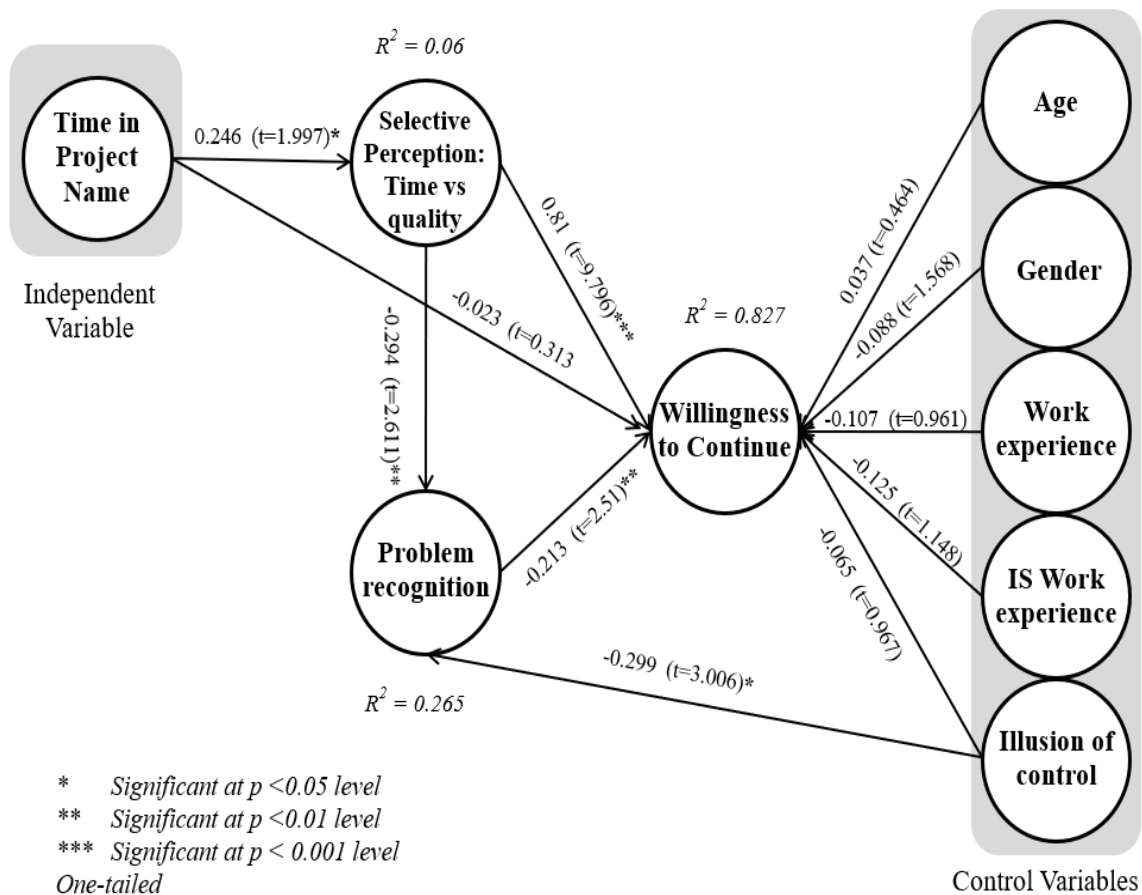 R² = 0.06
Time in
Project
Name
0.246 (t=1.997)*
Selective
Perception:
Time vs
quality
Age
Independent
Variable
0.81 (t=9.796)***
0.037 (t=0.464)
Gender
-0.023 (t=0.313
-0.088 (t=1.568)
R² = 0.827
-0.294 (t=2.611)**
Willingness
to Continue
-0.107 (t=0.961)
Work
experience
-0.125 (t=1.148)
Problem
recognition
-0.213 (t=2.51)**
-0.065 (t=0.967)
IS Work
experience
-0.299 (t=3.006)*
R² = 0.265
Illusion of
control
* Significant at p <0.05 level
** Significant at p <0.01 level
*** Significant at p < 0.001 level
One-tailed
Control Variables